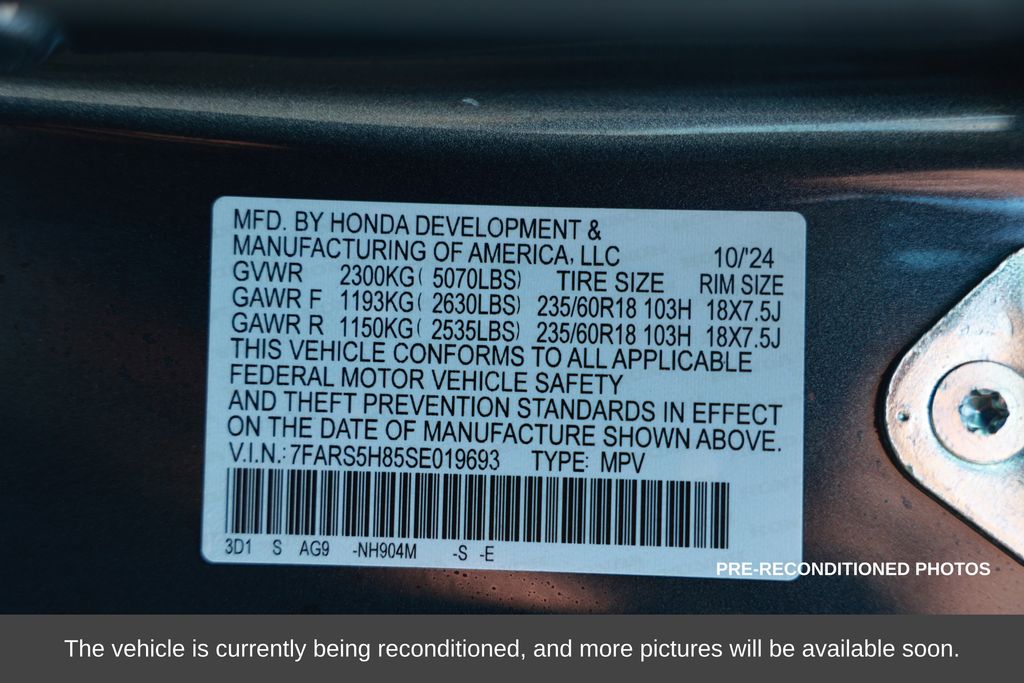 MFD. BY HONDA DEVELOPMENT &
MANUFACTURING OF AMERICA, LLC 10/'24
GVWR 2300KG( 5070LBS) TIRE SIZE RIM SIZE
GAWR F 1193KG( 2630LBS) 235/60R18 103H 18X7.5J
GAWR R 1150KG( 2535LBS) 235/60R18 103H 18X7.5J
THIS VEHICLE CONFORMS TO ALL APPLICABLE
FEDERAL MOTOR VEHICLE SAFETY
AND THEFT PREVENTION STANDARDS IN EFFECT
ON THE DATE OF MANUFACTURE SHOWN ABOVE.
V.I.N.: 7FARS5H85SE019693 TYPE: MPV
3D1 S AG9 -NH904M -S -E
PRE-RECONDITIONED PHOTOS
The vehicle is currently being reconditioned, and more pictures will be available soon.